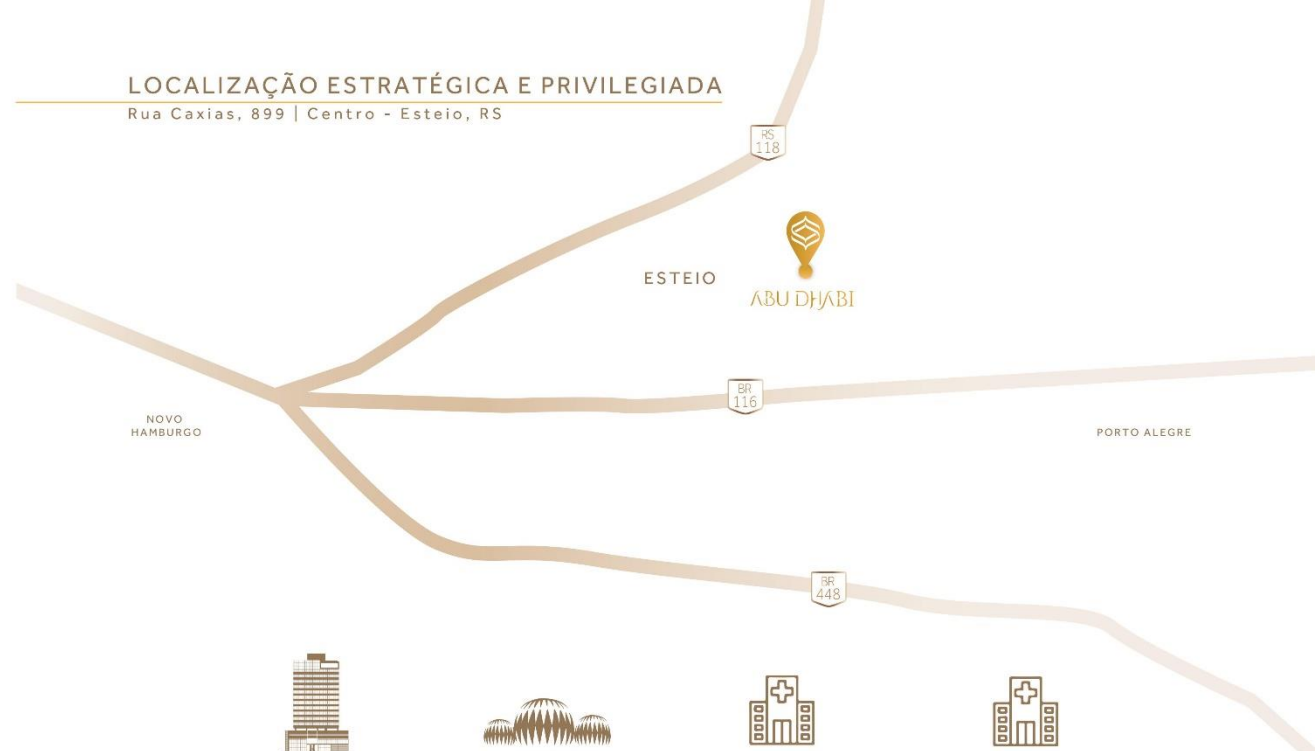 LOCALIZAÇÃO ESTRATÉGICA E PRIVILEGIADA
Rua Caxias, 899 | Centro - Esteio, RS
RS
118
ESTEIO
ABU DHABI
BR
116
NOVO
HAMBURGO
PORTO ALEGRE
BR
448